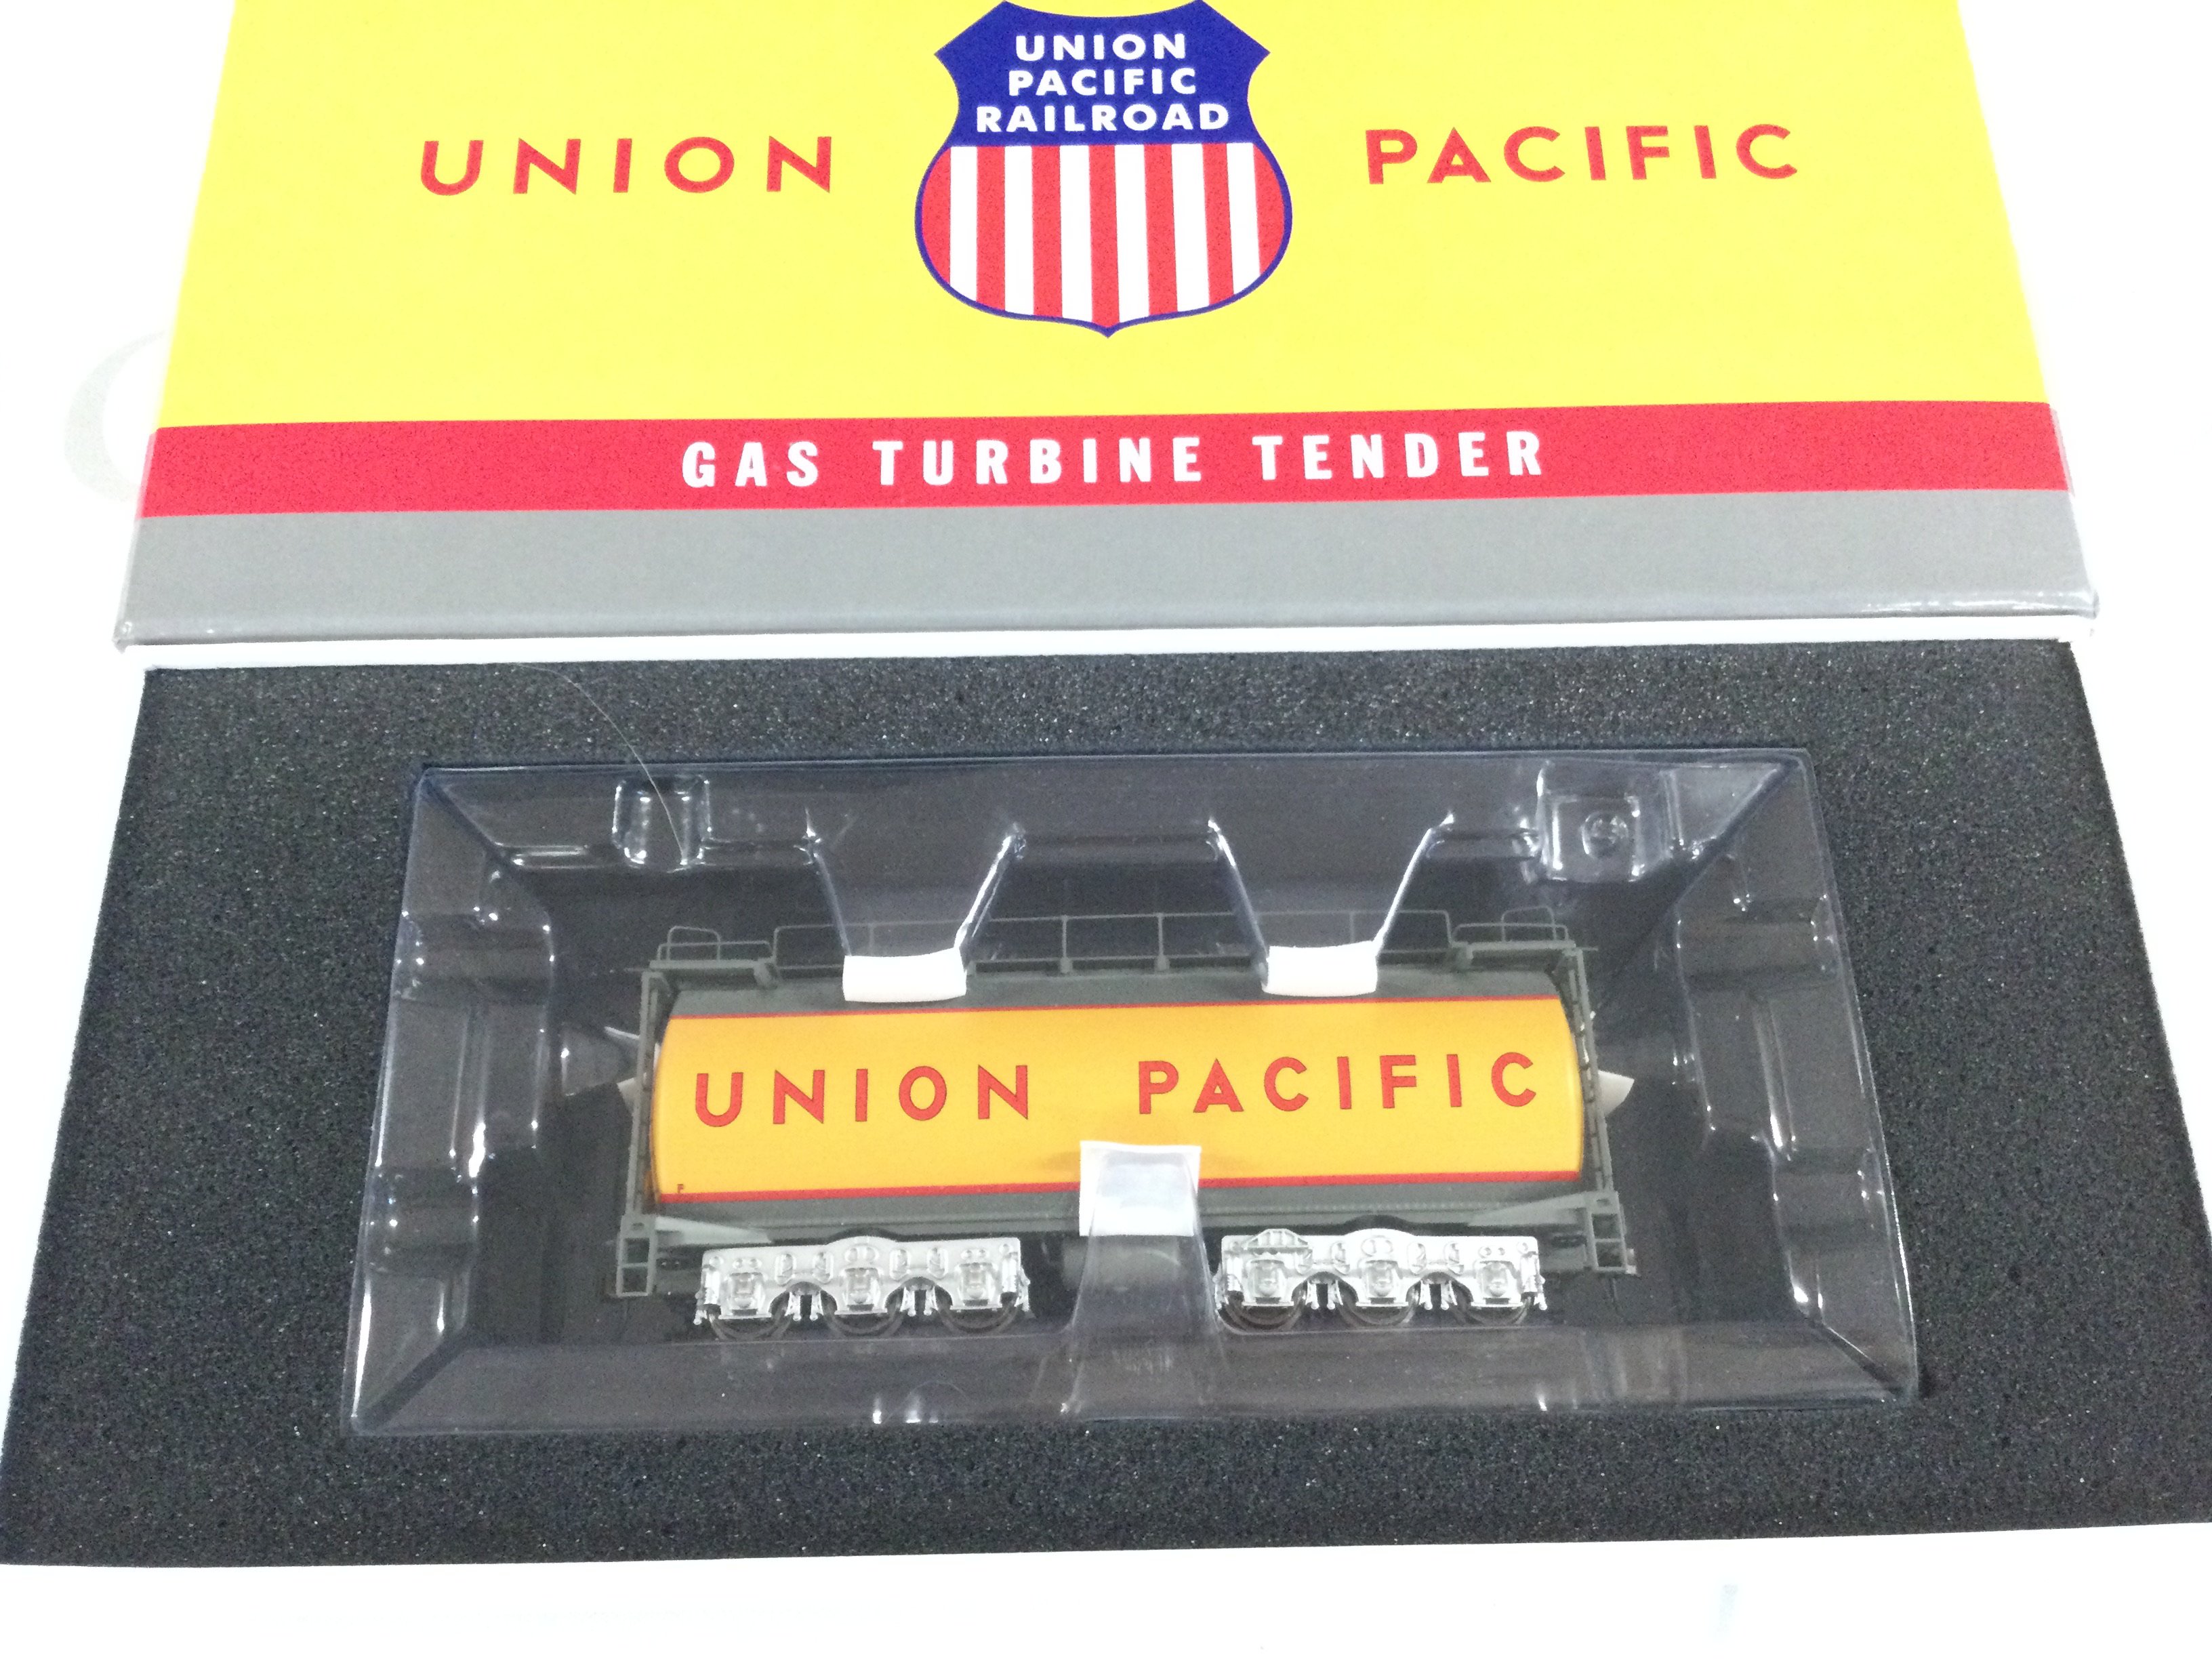 UNION
PACIFIC
RAILROAD
UNION PACIFIC
GAS TURBINE TENDER
UNION PACIFIC
F